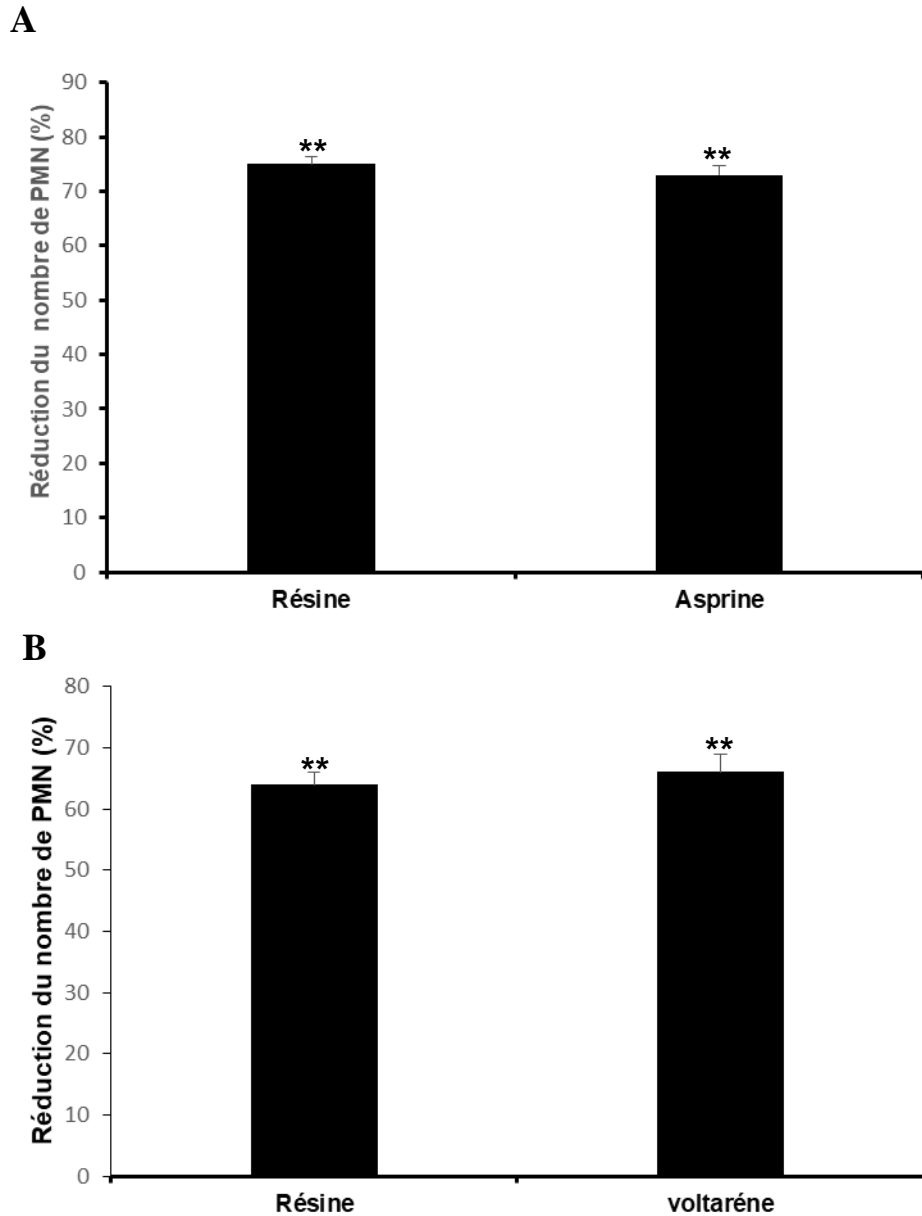 A
Réduction du nombre de PMN (%)
90
80
70
60
50
40
30
20
10
0
**
**
Résine
Asprine
B
Réduction du nombre de PMN (%)
80
70
60
50
40
30
20
10
0
**
**
Résine
voltaréne